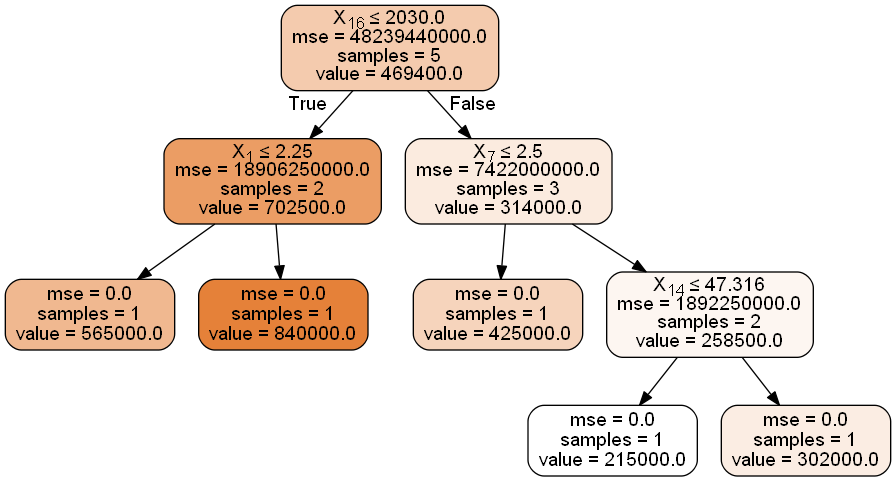 X₁₆ ≤ 2030.0
mse = 48239440000.0
samples = 5
value = 469400.0
True
False
X₁ ≤ 2.25
mse = 18906250000.0
samples = 2
value = 702500.0
X₇ ≤ 2.5
mse = 7422000000.0
samples = 3
value = 314000.0
mse = 0.0
samples = 1
value = 565000.0
mse = 0.0
samples = 1
value = 840000.0
mse = 0.0
samples = 1
value = 425000.0
X₁₄ ≤ 47.316
mse = 1892250000.0
samples = 2
value = 258500.0
mse = 0.0
samples = 1
value = 215000.0
mse = 0.0
samples = 1
value = 302000.0